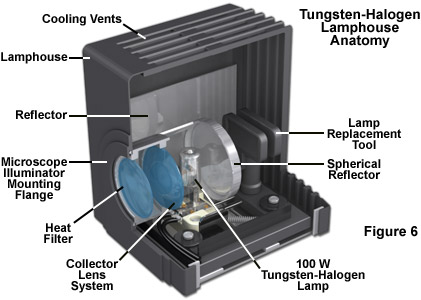 Tungsten-Halogen
Lamphouse
Anatomy
Cooling Vents
Lamphouse
Reflector
Microscope
Illuminator
Mounting
Flange
Heat
Filter
Collector
Lens
System
100 W
Tungsten-Halogen
Lamp
Lamp
Replacement
Tool
Spherical
Reflector
Figure 6